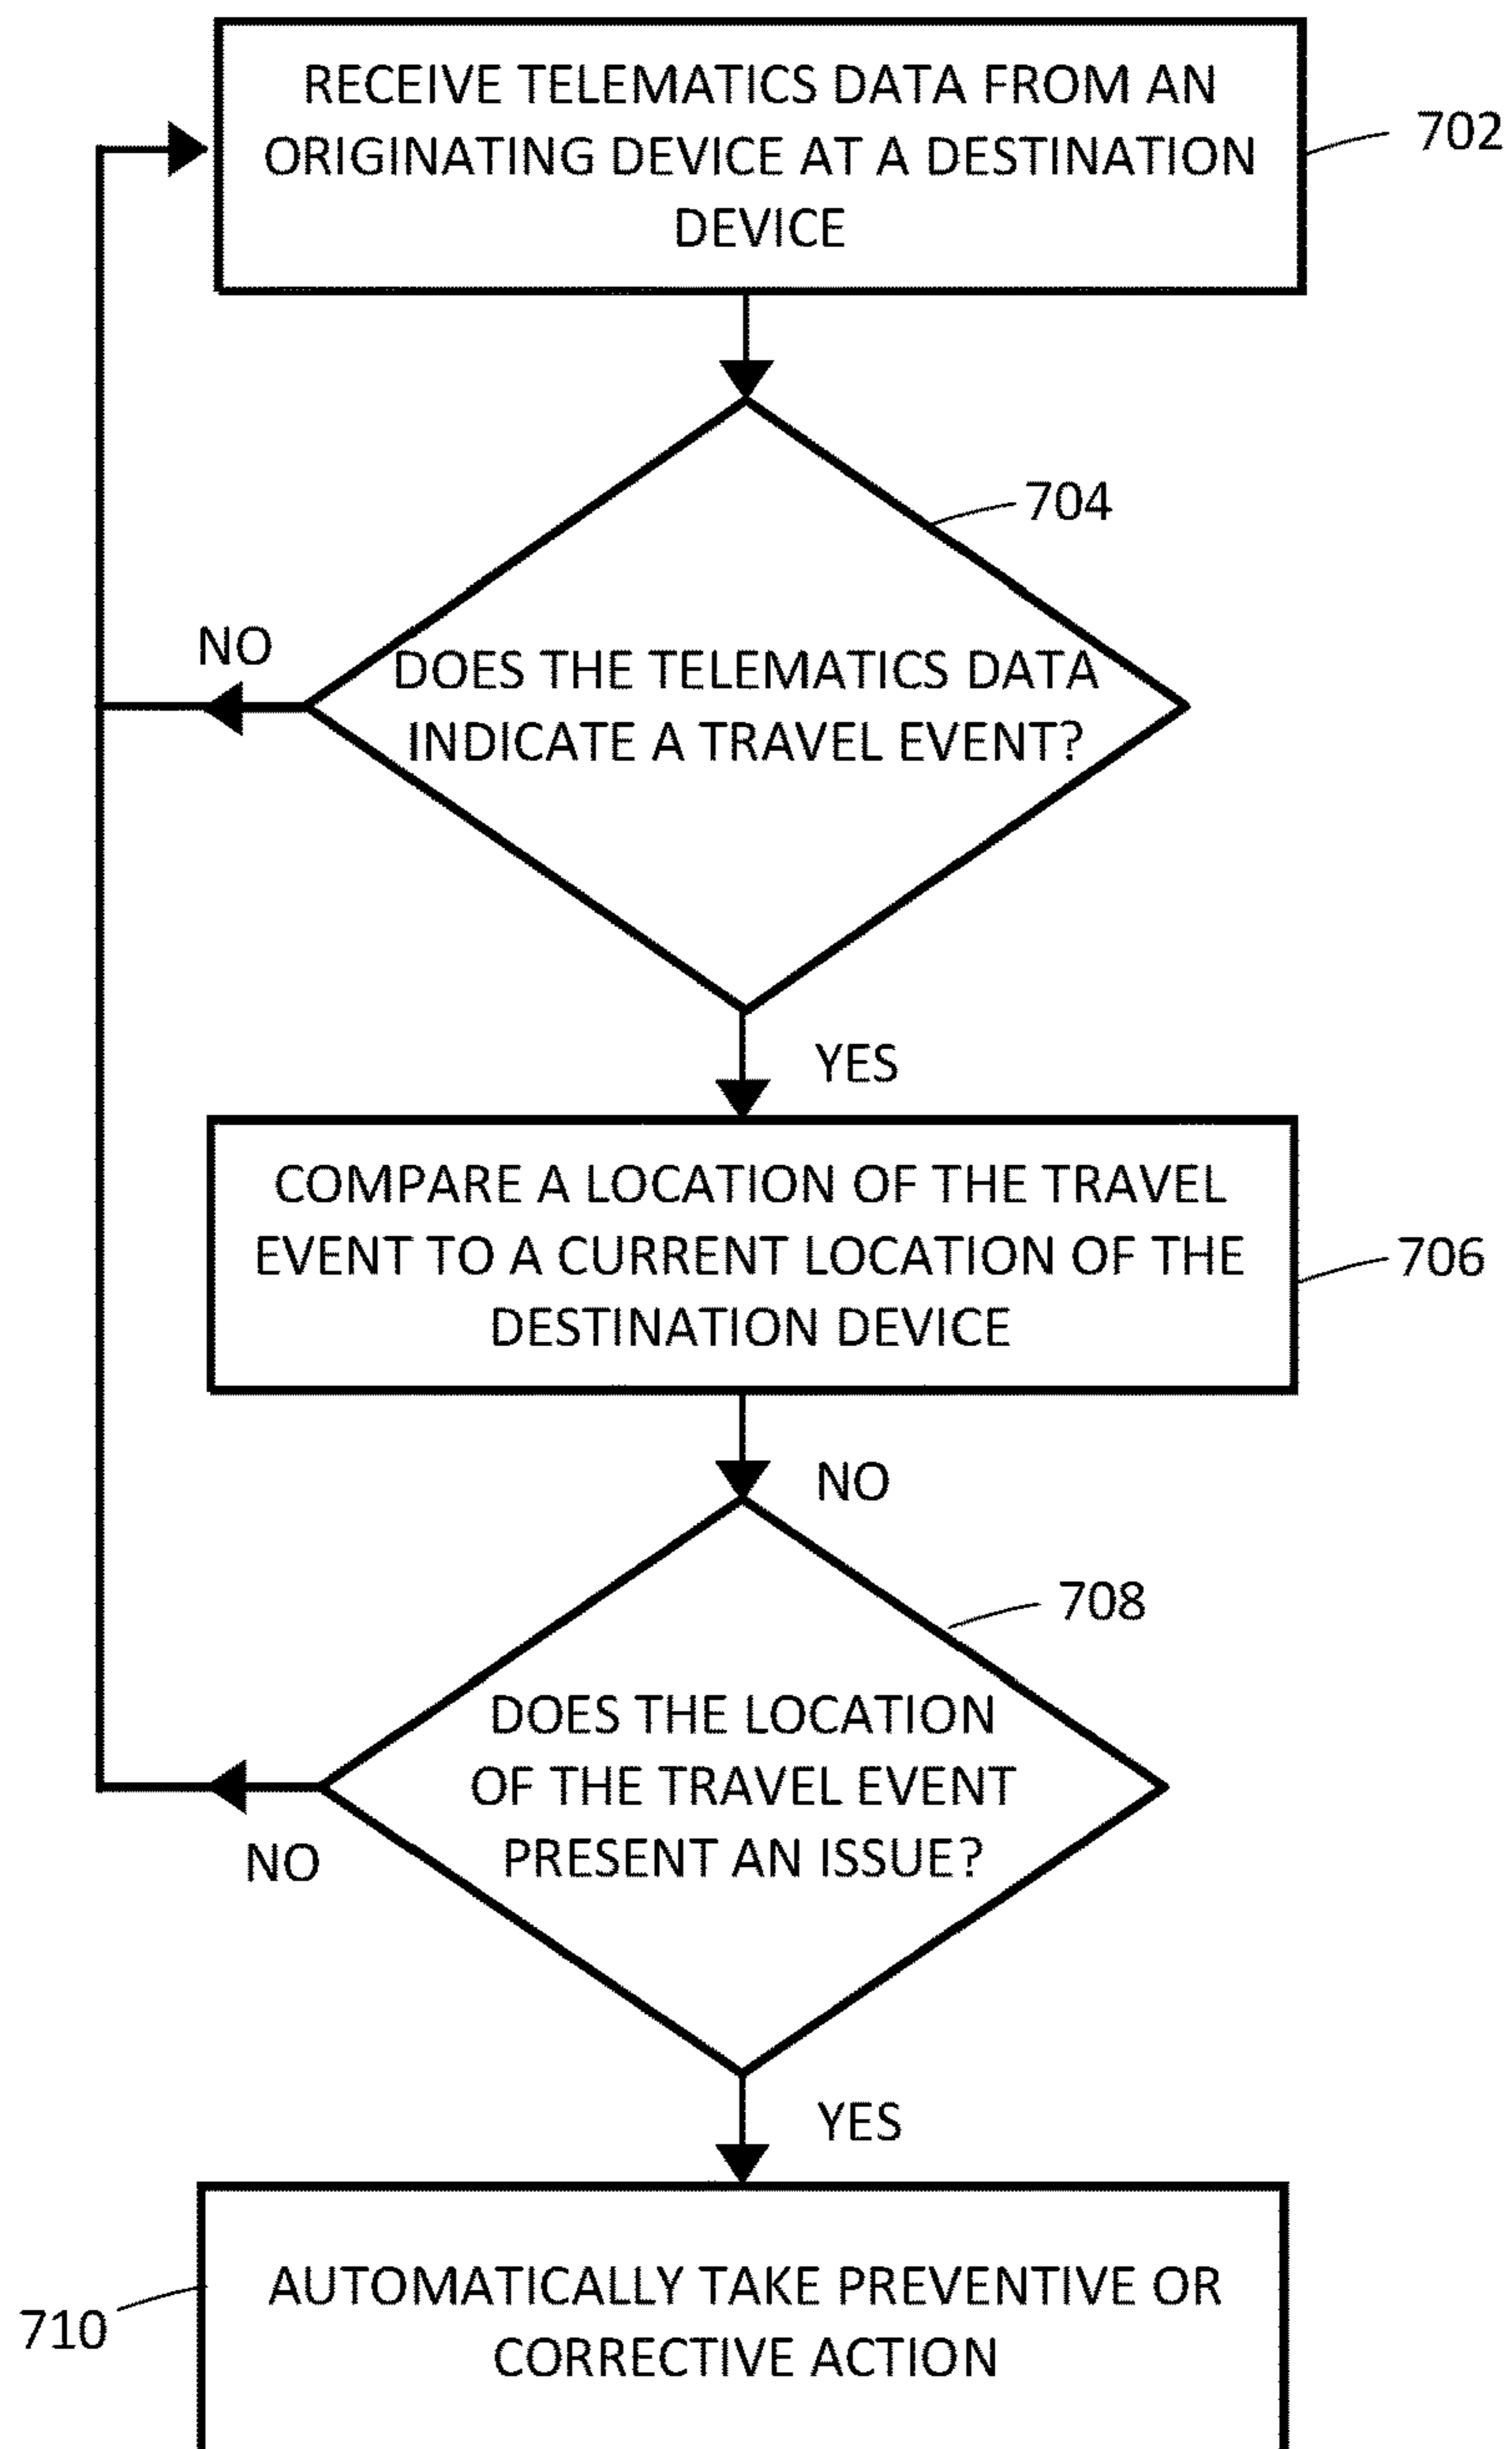 RECEIVE TELEMATICS DATA FROM AN
ORIGINATING DEVICE AT A DESTINATION
DEVICE
702
704
NO
DOES THE TELEMATICS DATA
INDICATE A TRAVEL EVENT?
YES
COMPARE A LOCATION OF THE TRAVEL
EVENT TO A CURRENT LOCATION OF THE
DESTINATION DEVICE
706
NO
708
DOES THE LOCATION
OF THE TRAVEL EVENT
PRESENT AN ISSUE?
NO
YES
AUTOMATICALLY TAKE PREVENTIVE OR
CORRECTIVE ACTION
710